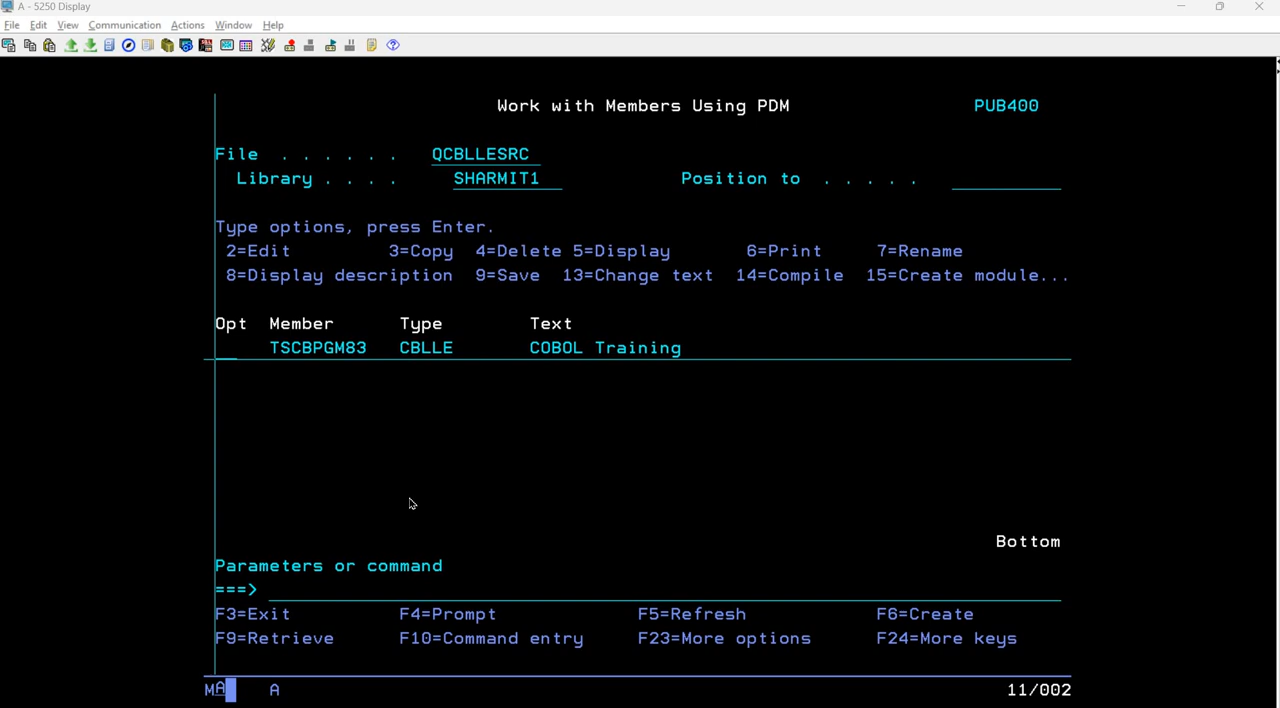 A - 5250 Display
File Edit View Communication Actions Window Help
Work with Members Using PDM PUB400
File . . . . . . QCBLLESRC
Library . . . . SHARMIT1 Position to . . . . .
Type options, press Enter.
2=Edit 3=Copy 4=Delete 5=Display 6=Print 7=Rename
8=Display description 9=Save 13=Change text 14=Compile 15=Create module...
Opt Member Type Text
TSCBPGM83 CBLLE COBOL Training
Bottom
Parameters or command
===>
F3=Exit F4=Prompt F5=Refresh F6=Create
F9=Retrieve F10=Command entry F23=More options F24=More keys
MA A 11/002